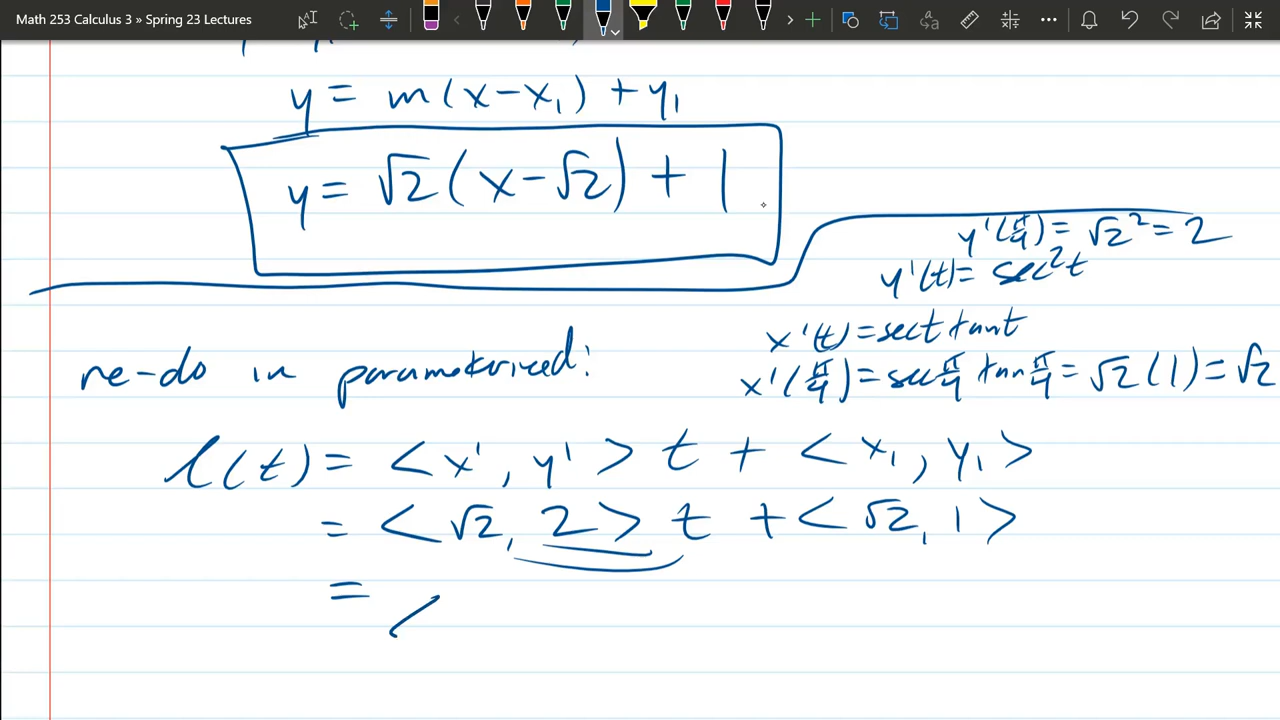 Math 253 Calculus 3 » Spring 23 Lectures
y = m(x-x₁) + y₁
y = √2(x-√2) + 1
y'(π/4) = √2² = 2
y'(t) = sec²t
x'(t) = sect tant
re-do in parametrized:
x'(π/4) = sec π/4 tan π/4 = √2(1) = √2
l(t) = <x', y'> t + <x₁, y₁>
= <√2, 2> t + <√2, 1>
= <